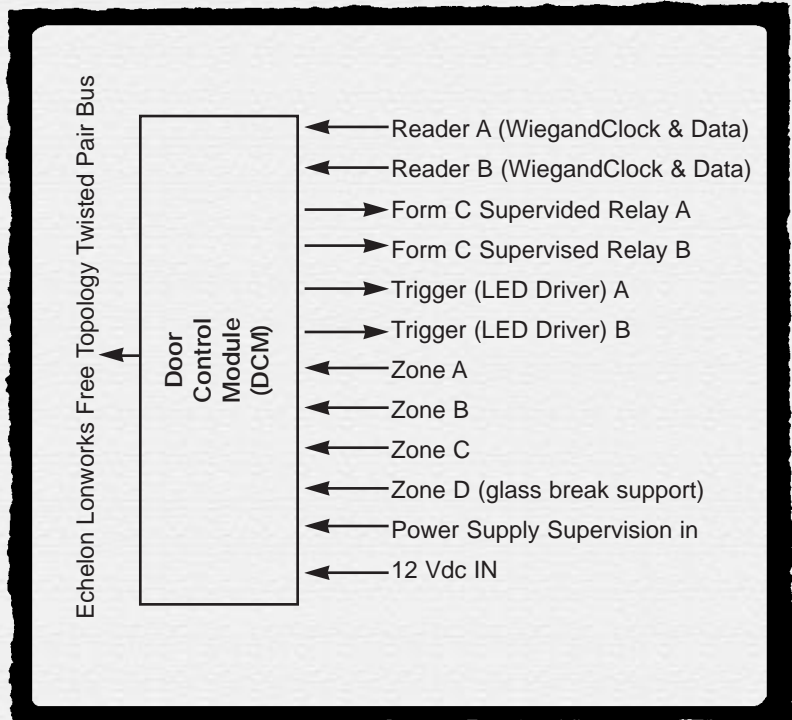 Echelon Lonworks Free Topology Twisted Pair Bus
Door
Control
Module
(DCM)
Reader A (WiegandClock & Data)
Reader B (WiegandClock & Data)
Form C Supervided Relay A
Form C Supervised Relay B
Trigger (LED Driver) A
Trigger (LED Driver) B
Zone A
Zone B
Zone C
Zone D (glass break support)
Power Supply Supervision in
12 Vdc IN